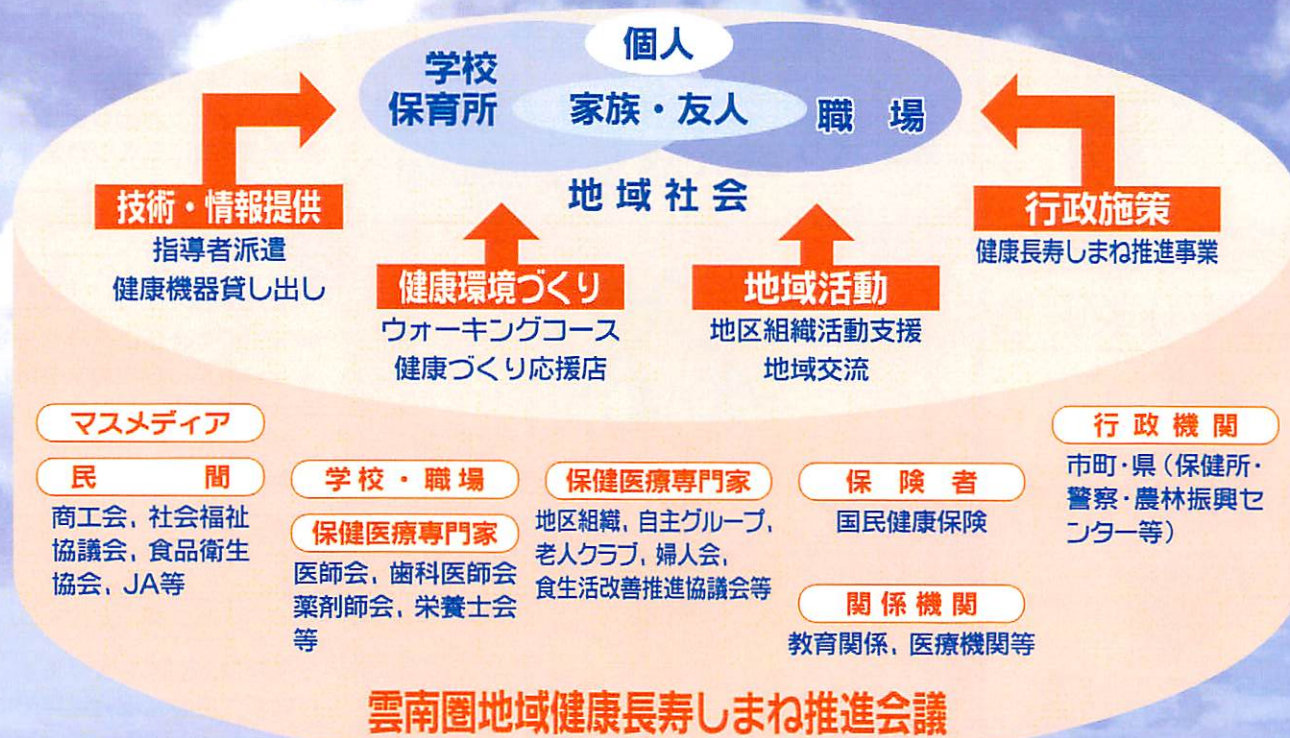 個人
学校
保育所
家族・友人
職場
地域社会
技術・情報提供
指導者派遣
健康機器貸し出し
健康環境づくり
ウォーキングコース
健康づくり応援店
地域活動
地区組織活動支援
地域交流
行政施策
健康長寿しまね推進事業
マスメディア
民間
商工会、社会福祉
協議会、食品衛生
協会、JA等
学校・職場
保健医療専門家
医師会、歯科医師会
薬剤師会、栄養士会
等
保健医療専門家
地区組織、自主グループ、
老人クラブ、婦人会、
食生活改善推進協議会等
保険者
国民健康保険
関係機関
教育関係、医療機関等
行政機関
市町・県（保健所・
警察・農林振興セ
ンター等）
雲南圏地域健康長寿しまね推進会議